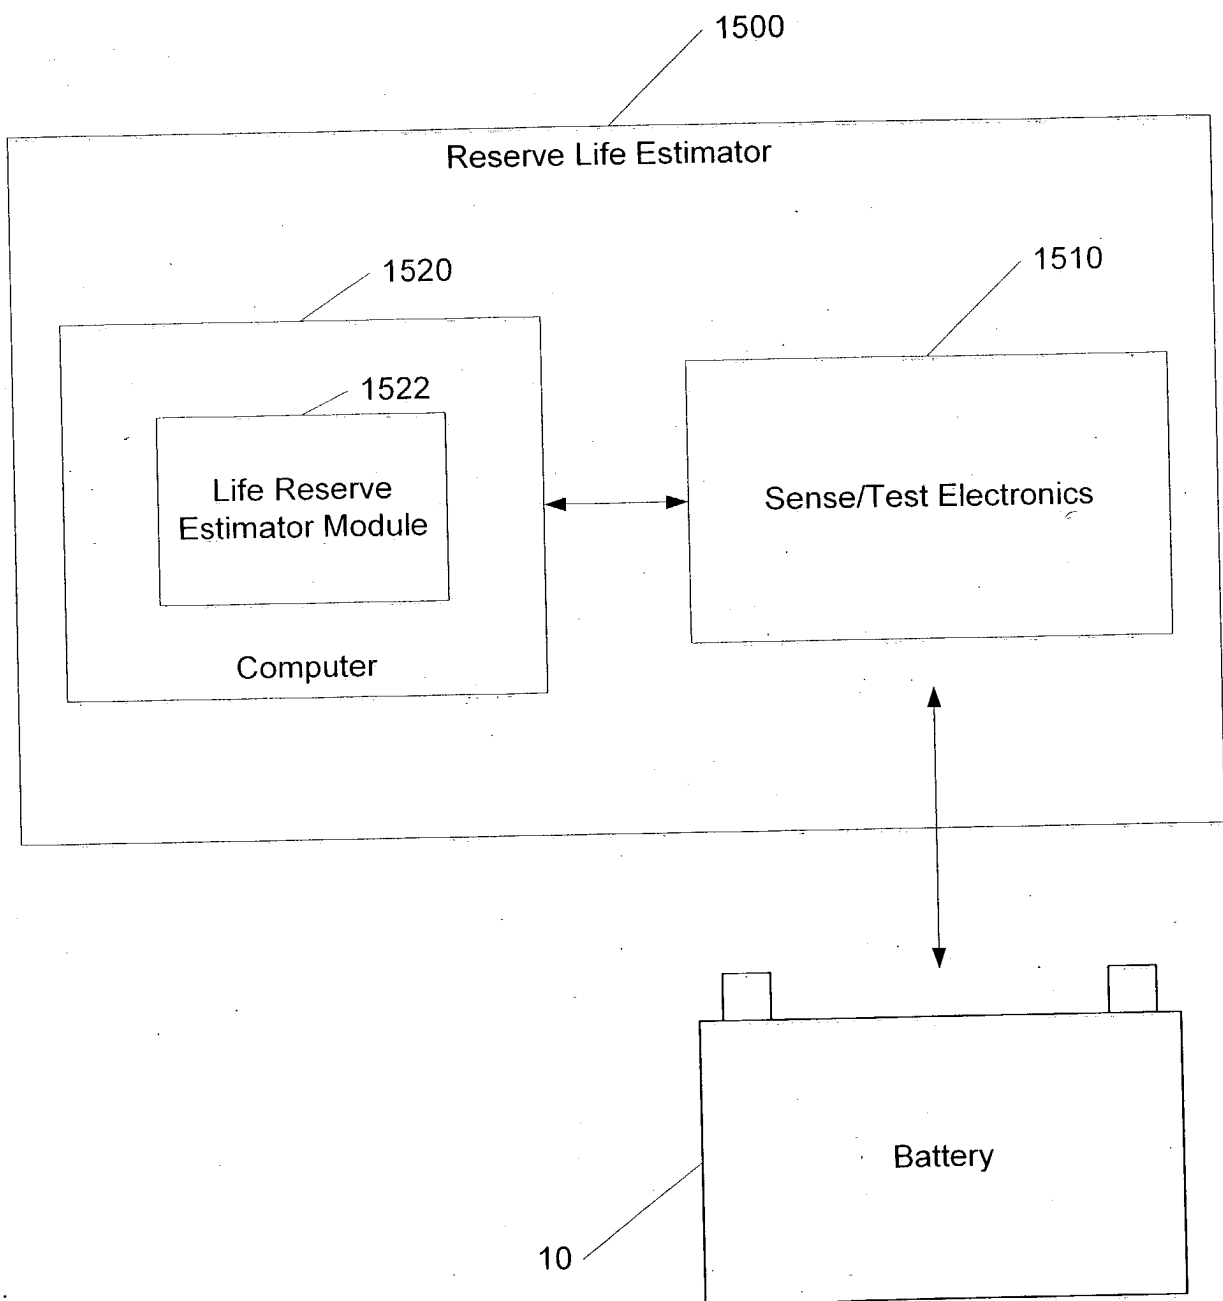 1500
Reserve Life Estimator
1520
1510
1522
Life Reserve
Estimator Module
Sense/Test Electronics
Computer
Battery
10